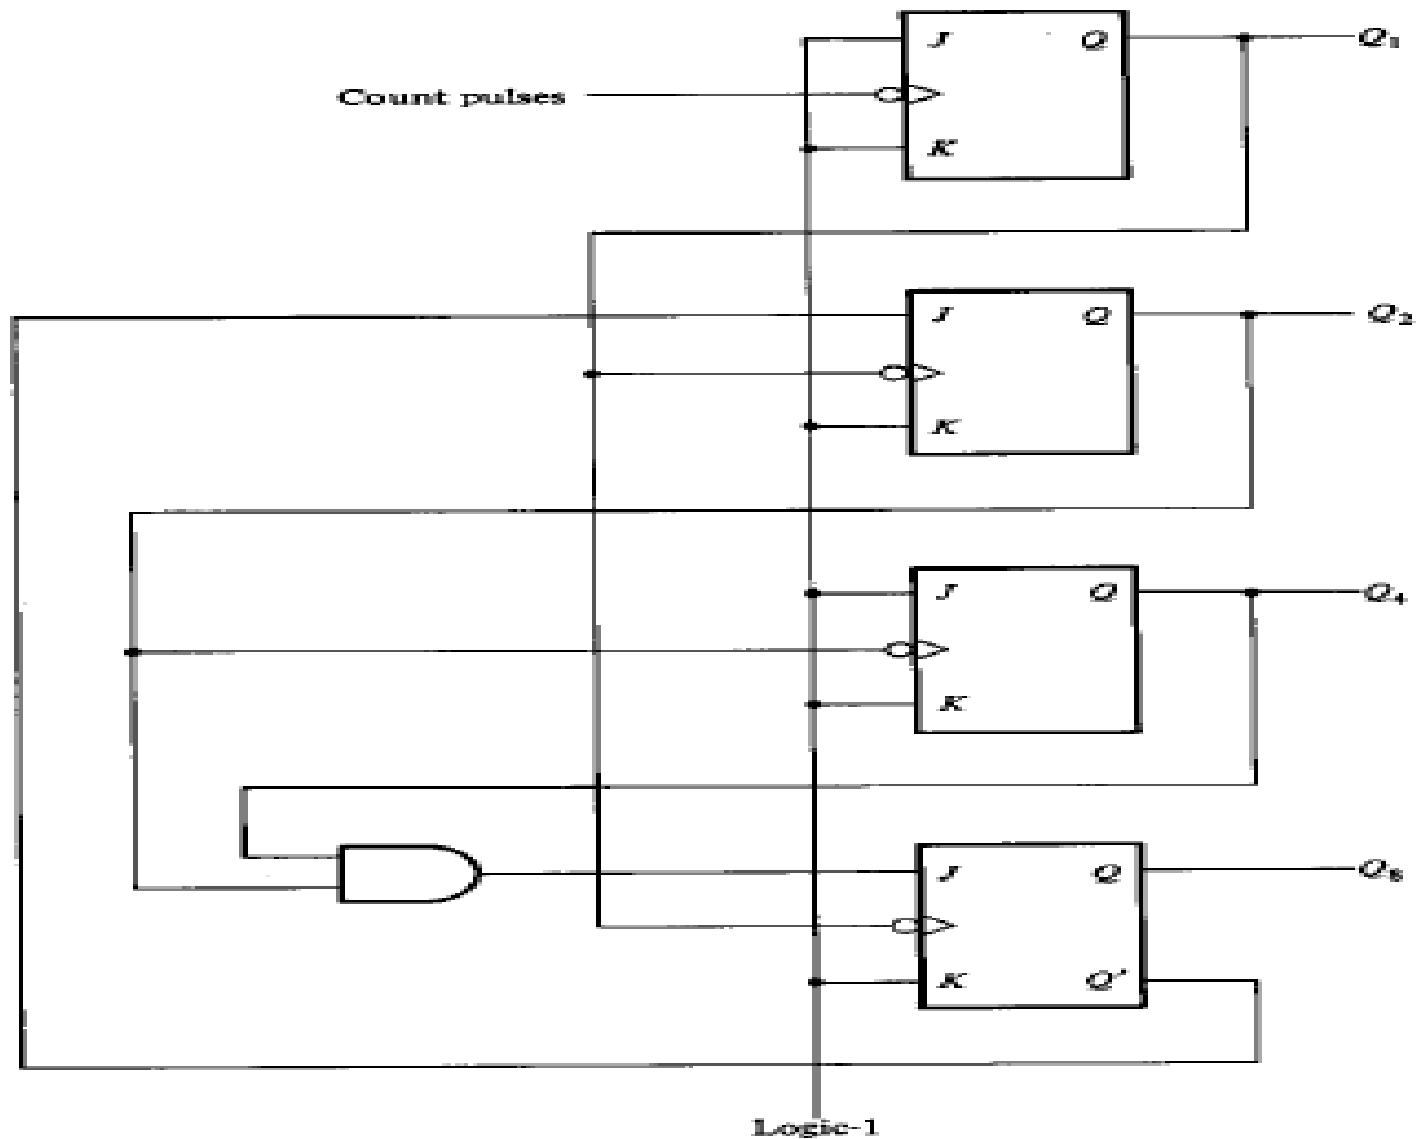 J Q Q₁
Count pulses
K
J Q Q₂
K
J Q Q₄
K
J Q Q₈
K Q'
Logic-1